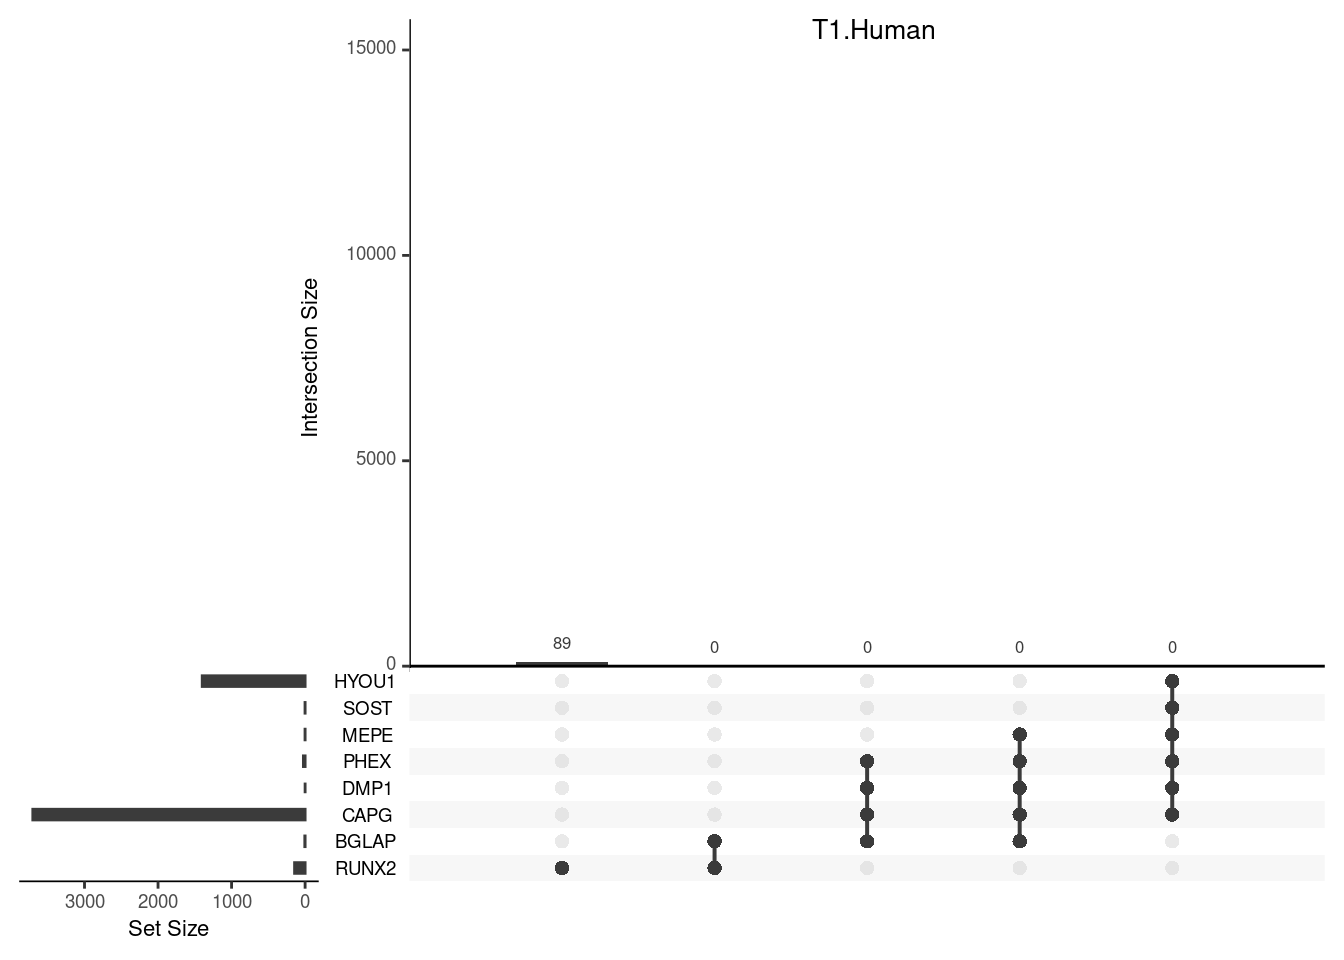 T1.Human
15000
10000
5000
0
Intersection Size
89 0 0 0 0
HYOU1
SOST
MEPE
PHEX
DMP1
CAPG
BGLAP
RUNX2
3000 2000 1000 0
Set Size